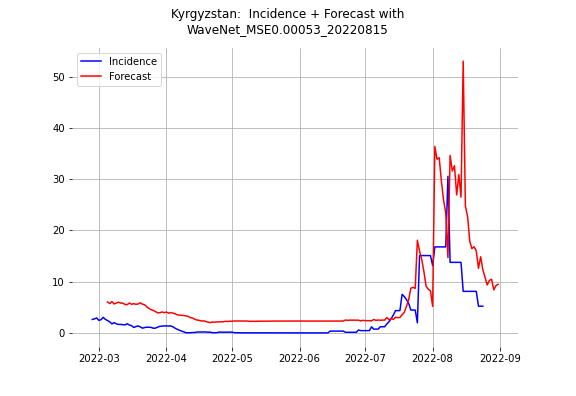 Kyrgyzstan:  Incidence + Forecast with
WaveNet_MSE0.00053_20220815
Incidence
Forecast
50
40
30
20
10
0
2022-03 2022-04 2022-05 2022-06 2022-07 2022-08 2022-09